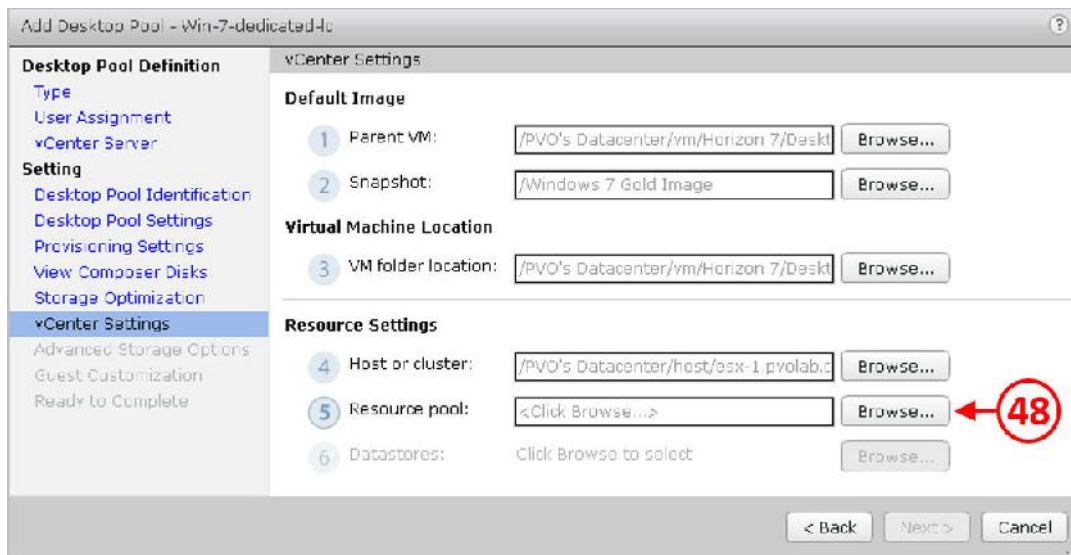 Add Desktop Pool - Win-7-dedicated-lc
?
Desktop Pool Definition
Type
User Assignment
vCenter Server
Setting
Desktop Pool Identification
Desktop Pool Settings
Provisioning Settings
View Composer Disks
Storage Optimization
vCenter Settings
Advanced Storage Options
Guest Customization
Ready to Complete
vCenter Settings
Default Image
1 Parent VM: /PVO's Datacenter/vm/Horizon 7/Deskt Browse...
2 Snapshot: /Windows 7 Gold Image Browse...
Virtual Machine Location
3 VM folder location: /PVO's Datacenter/vm/Horizon 7/Deskt Browse...
Resource Settings
4 Host or cluster: /PVO's Datacenter/host/esx-1.pvolab.c Browse...
5 Resource pool: <Click Browse...> Browse... 48
6 Datastores: Click Browse to select Browse...
< Back Next > Cancel